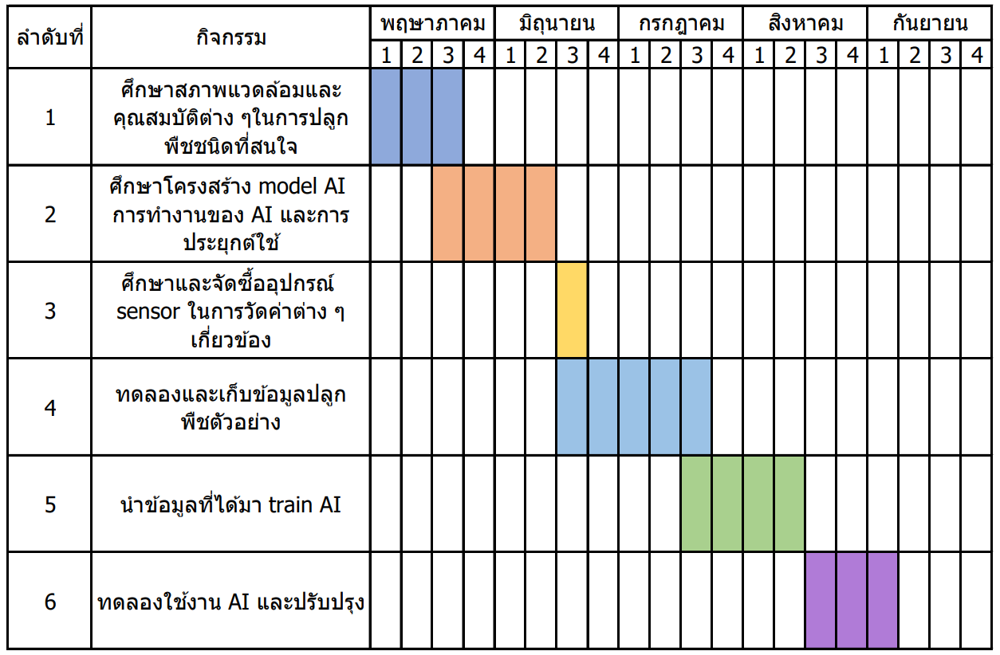 ลำดับที่ กิจกรรม พฤษาภาคม มิถุนายน กรกฎาคม สิงหาคม กันยายน
1 2 3 4 1 2 3 4 1 2 3 4 1 2 3 4 1 2 3 4
1 ศึกษาสภาพแวดล้อมและ
คุณสมบัติต่าง ๆในการปลูก
พืชชนิดที่สนใจ
2 ศึกษาโครงสร้าง model AI
การทำงานของ AI และการ
ประยุกต์ใช้
3 ศึกษาและจัดซื้ออุปกรณ์
sensor ในการวัดค่าต่าง ๆ
เกี่ยวข้อง
4 ทดลองและเก็บข้อมูลปลูก
พืชตัวอย่าง
5 นำข้อมูลที่ได้มา train AI
6 ทดลองใช้งาน AI และปรับปรุง